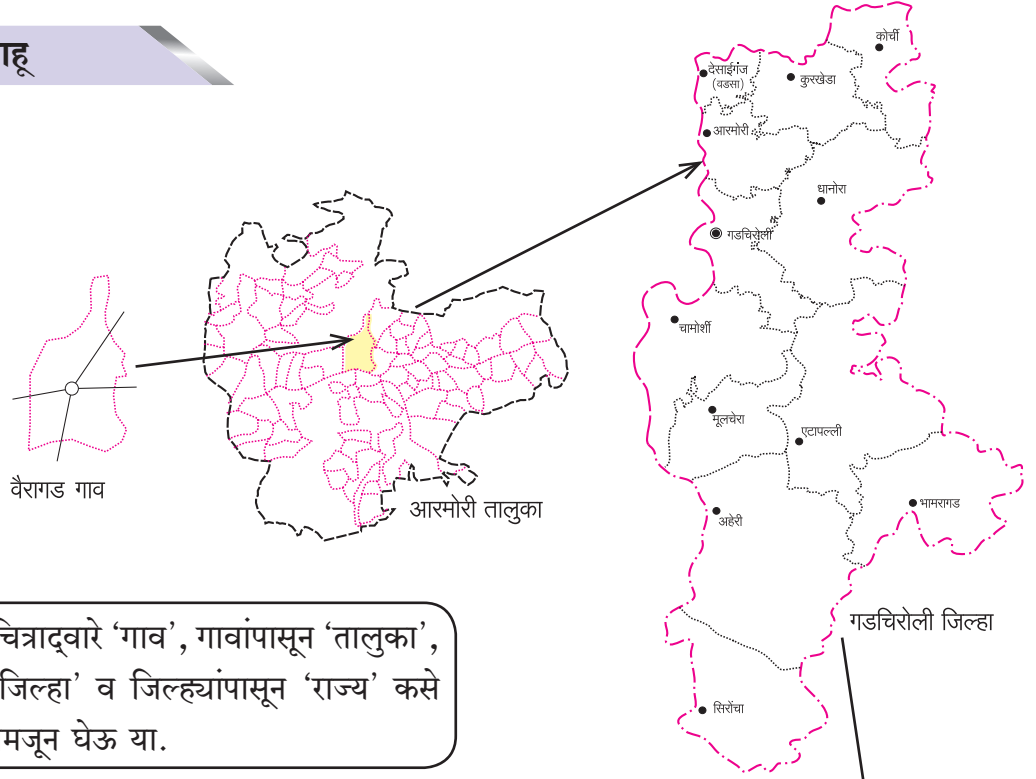 ाहू
कोर्ची
देसाईगंज
(वडसा)
कुरखेडा
आरमोरी
धानोरा
गडचिरोली
चामोर्शी
मूलचेरा
एटापल्ली
वैरागड गाव
आरमोरी तालुका
भामरागड
अहेरी
गडचिरोली जिल्हा
सिरोंचा
चित्राद्वारे ‘गाव’, गावांपासून ‘तालुका’,
जिल्हा’ व जिल्ह्यांपासून ‘राज्य’ कसे
मजून घेऊ या.